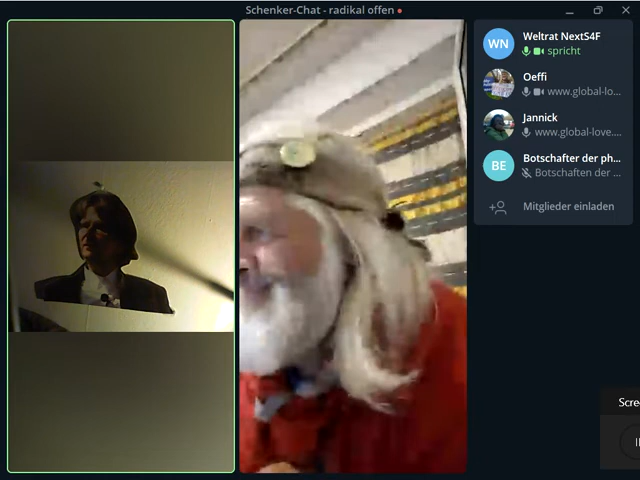 Schenker-Chat - radikal offen
WN
Weltrat NextS4F
spricht
Oeffi
www.global-lo...
Jannick
www.global-love....
BE
Botschafter der ph...
Botschaften der ...
Mitglieder einladen
Scre